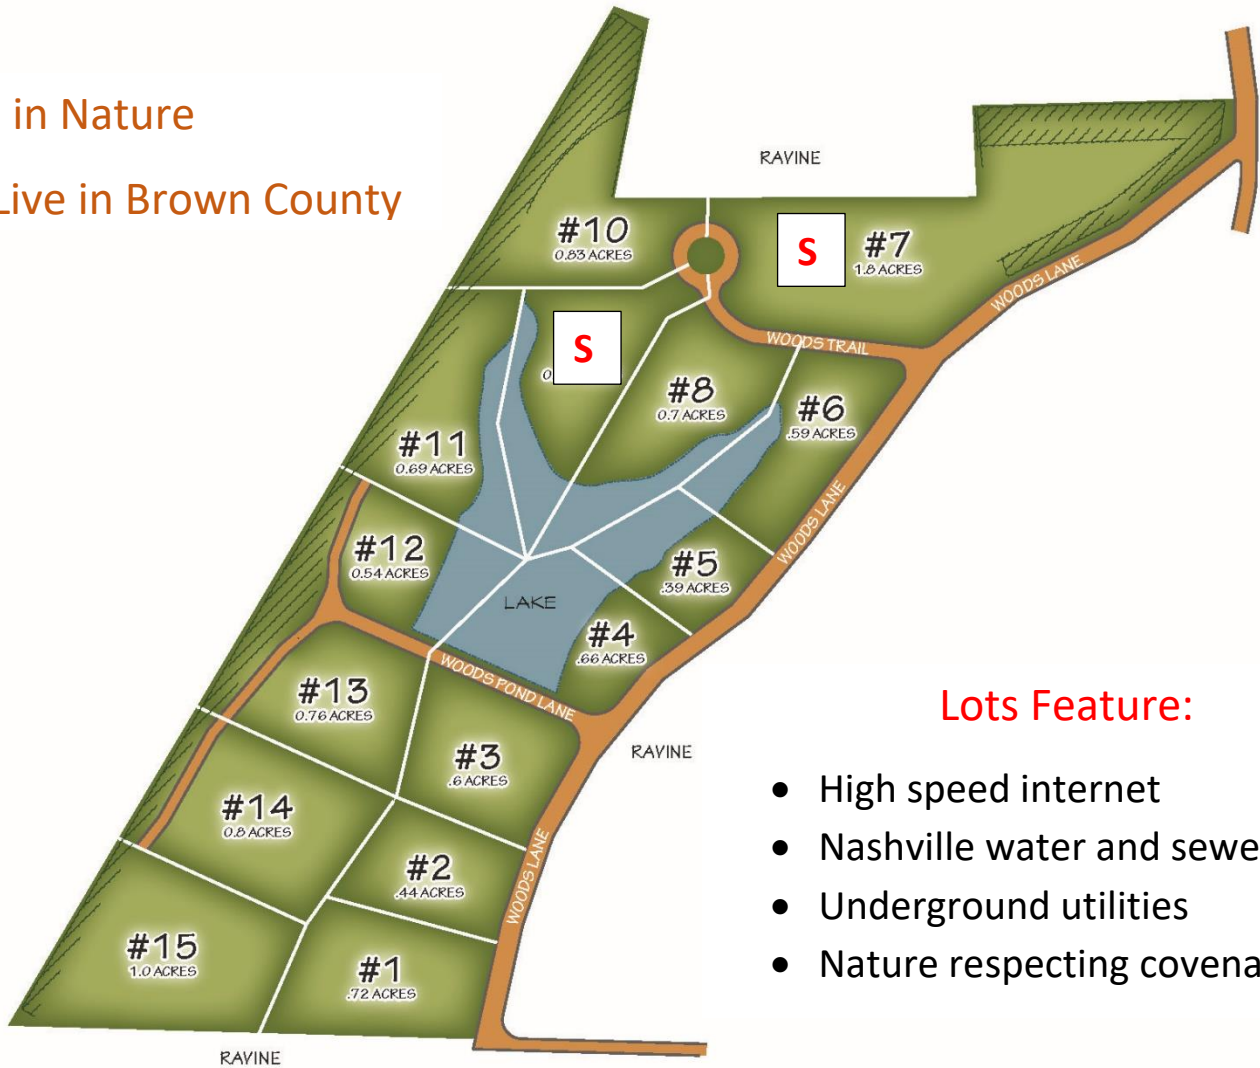 in Nature
Live in Brown County
RAVINE
#10
0.83 ACRES
S
#7
1.8 ACRES
WOODS LANE
WOODS TRAIL
S
#8
0.7 ACRES
#6
.59 ACRES
#11
0.69 ACRES
WOODS LANE
#12
0.54 ACRES
#5
.39 ACRES
LAKE
#4
.66 ACRES
WOODS POND LANE
#13
0.76 ACRES
#3
.6 ACRES
RAVINE
#14
0.8 ACRES
#2
.44 ACRES
WOODS LANE
#15
1.0 ACRES
#1
.72 ACRES
RAVINE
Lots Feature:
• High speed internet
• Nashville water and sewe
• Underground utilities
• Nature respecting covena